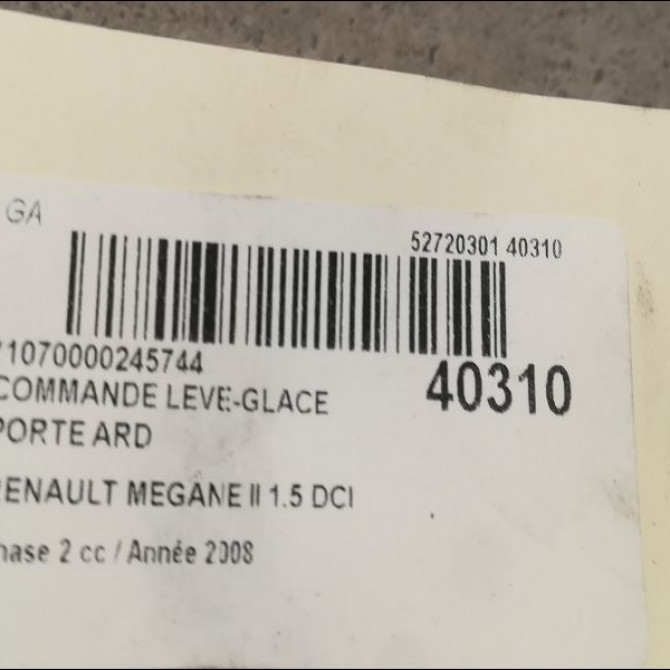 GA
52720301 40310
1070000245744
40310
COMMANDE LEVE-GLACE
PORTE ARD
RENAULT MEGANE II 1.5 DCI
hase 2 cc / Année 2008